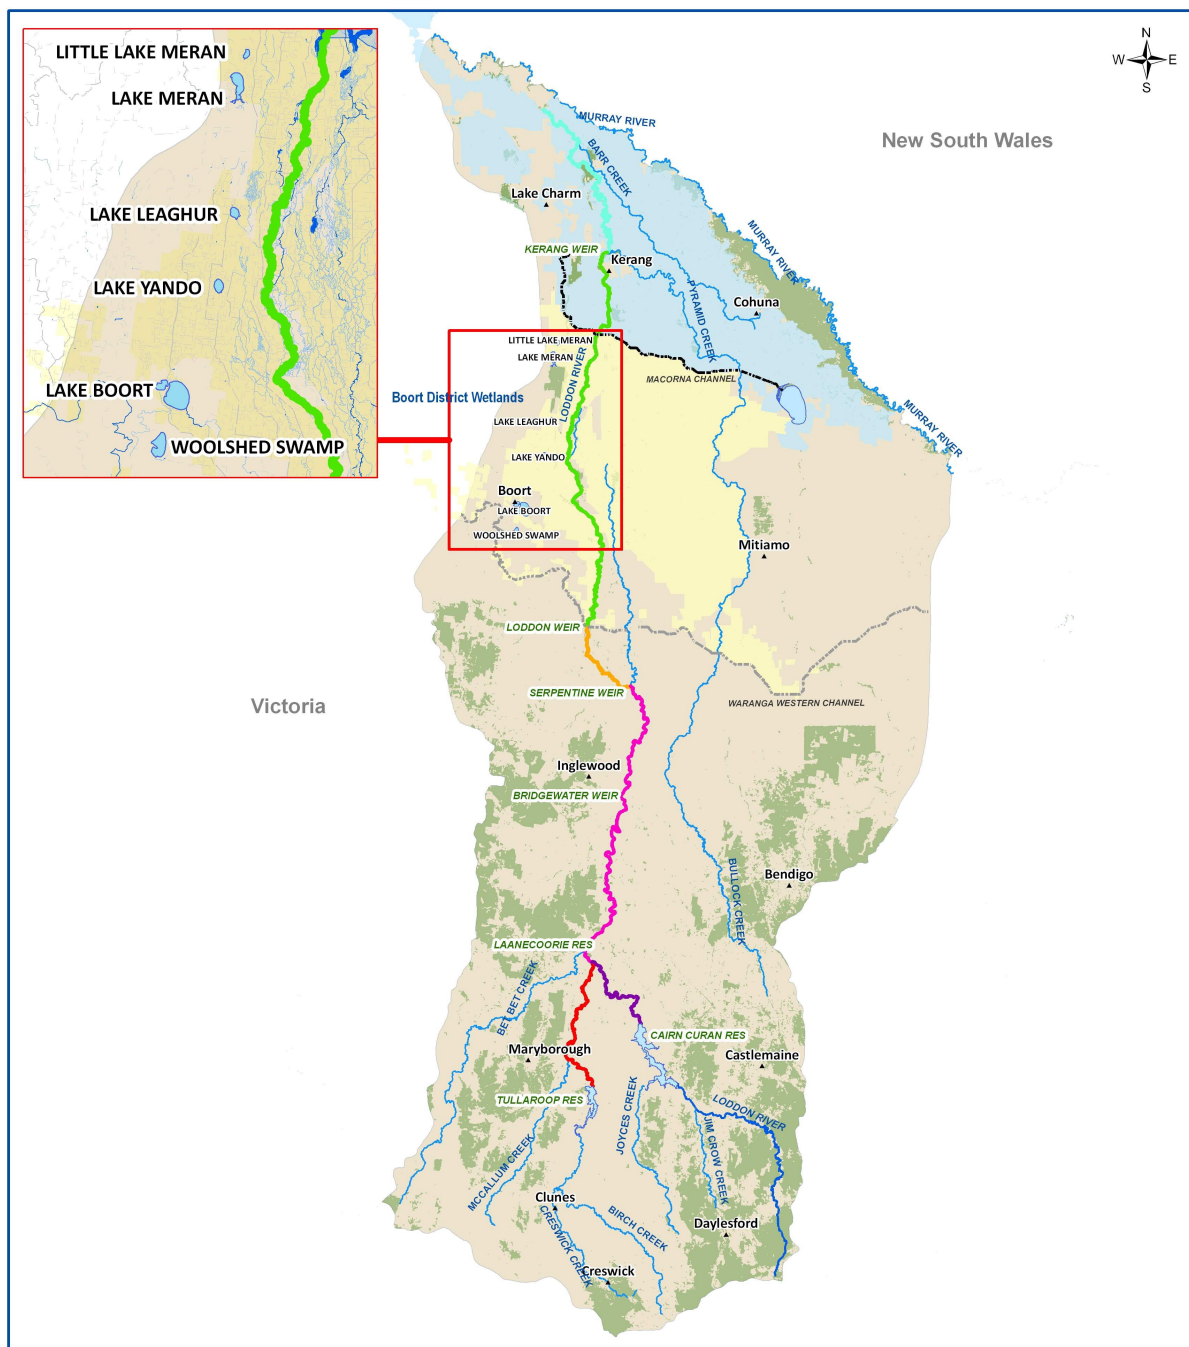 LITTLE LAKE MERAN
LAKE MERAN
LAKE LEAGHUR
LAKE YANDO
LAKE BOORT
WOOLSHED SWAMP
N
W E
S
New South Wales
MURRAY RIVER
BARR CREEK
Lake Charm
MURRAY RIVER
KERANG WEIR
Kerang
PYRAMID CREEK
Cohuna
LITTLE LAKE MERAN
LAKE MERAN
LODDON RIVER
MACORNA CHANNEL
Boort District Wetlands
MURRAY RIVER
LAKE LEAGHUR
LAKE YANDO
Boort
LAKE BOORT
WOOLSHED SWAMP
Mitiamo
LODDON WEIR
SERPENTINE WEIR
WARANGA WESTERN CHANNEL
Victoria
Inglewood
BRIDGEWATER WEIR
Bendigo
BULLOCK CREEK
LAANECOORIE RES
BET BET CREEK
CAIRN CURAN RES
Maryborough
Castlemaine
TULLAROOP RES
JOYCES CREEK
LODDON RIVER
JIM CROW CREEK
MCCALLUM CREEK
Clunes
CRESWICK CREEK
BIRCH CREEK
Daylesford
Creswick